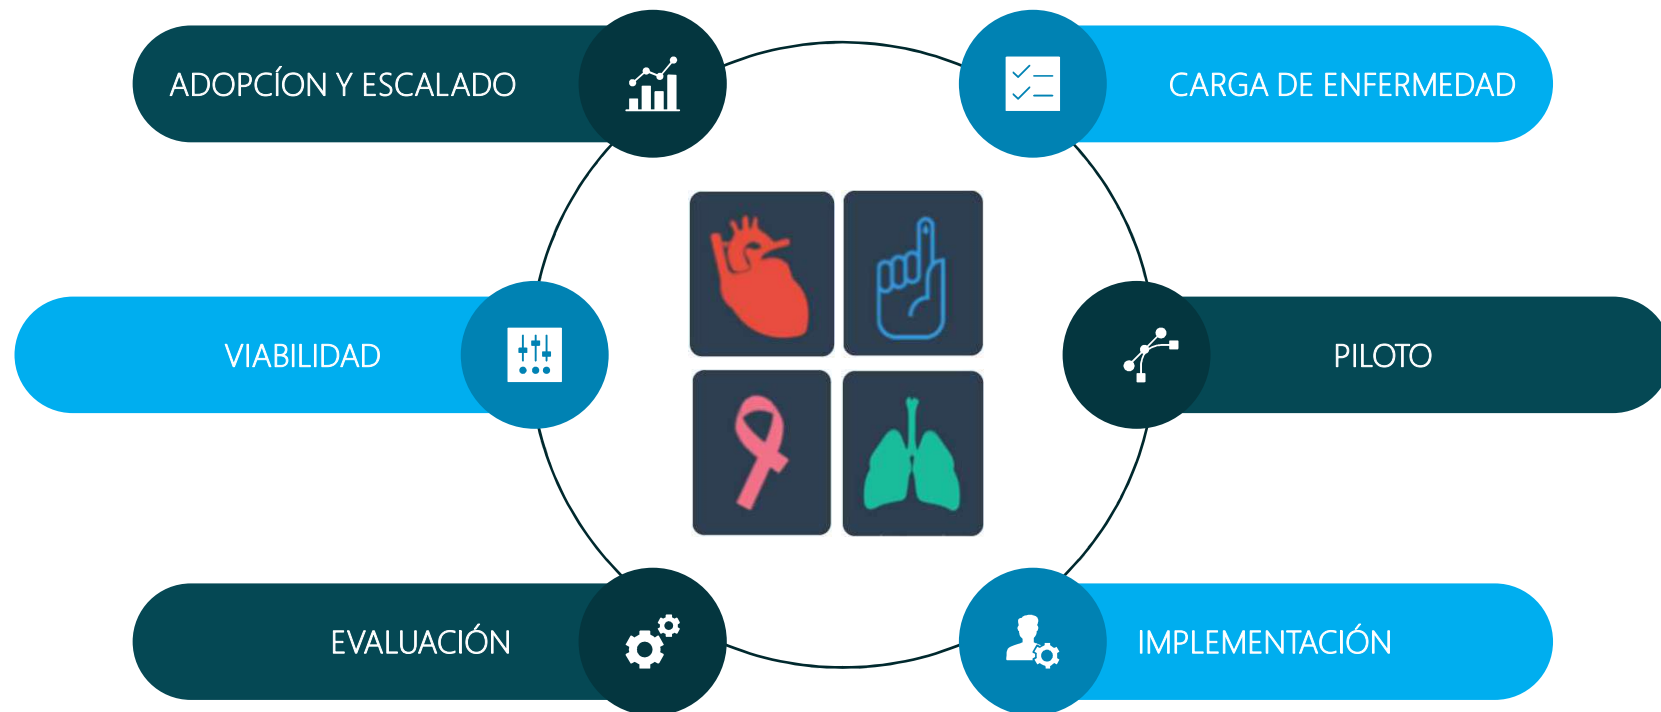 ADOPCÍON Y ESCALADO
CARGA DE ENFERMEDAD
VIABILIDAD
PILOTO
EVALUACIÓN
IMPLEMENTACIÓN